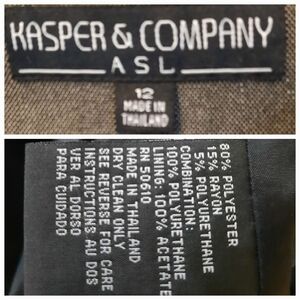 KASPER & COMPANY
A S L
12
MADE IN
THAILAND
80% POLYESTER
15% RAYON
5% POLYURETHANE
COMBINATION:
100% POLYURETHANE
LINING: 100% ACETATE
RN 50610
MADE IN THAILAND
DRY CLEAN ONLY
SEE REVERSE FOR CARE
INSTRUCTIONS AU DOS
VER AL DORSO
PARA CUIDADO